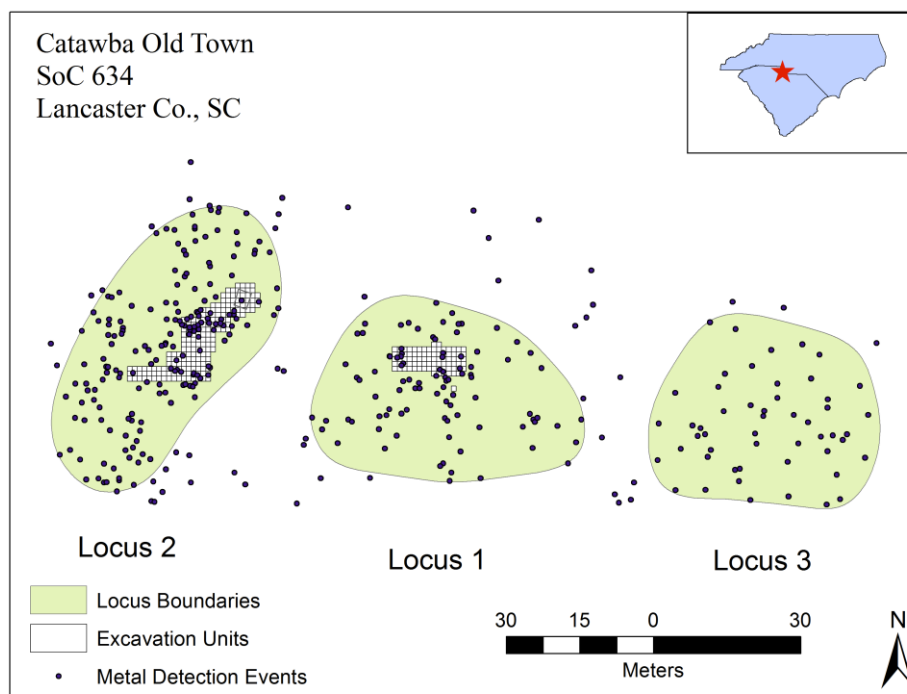 Catawba Old Town
SoC 634
Lancaster Co., SC
Locus 2
Locus 1
Locus 3
Locus Boundaries
Excavation Units
Metal Detection Events
30 15 0 30
Meters
N